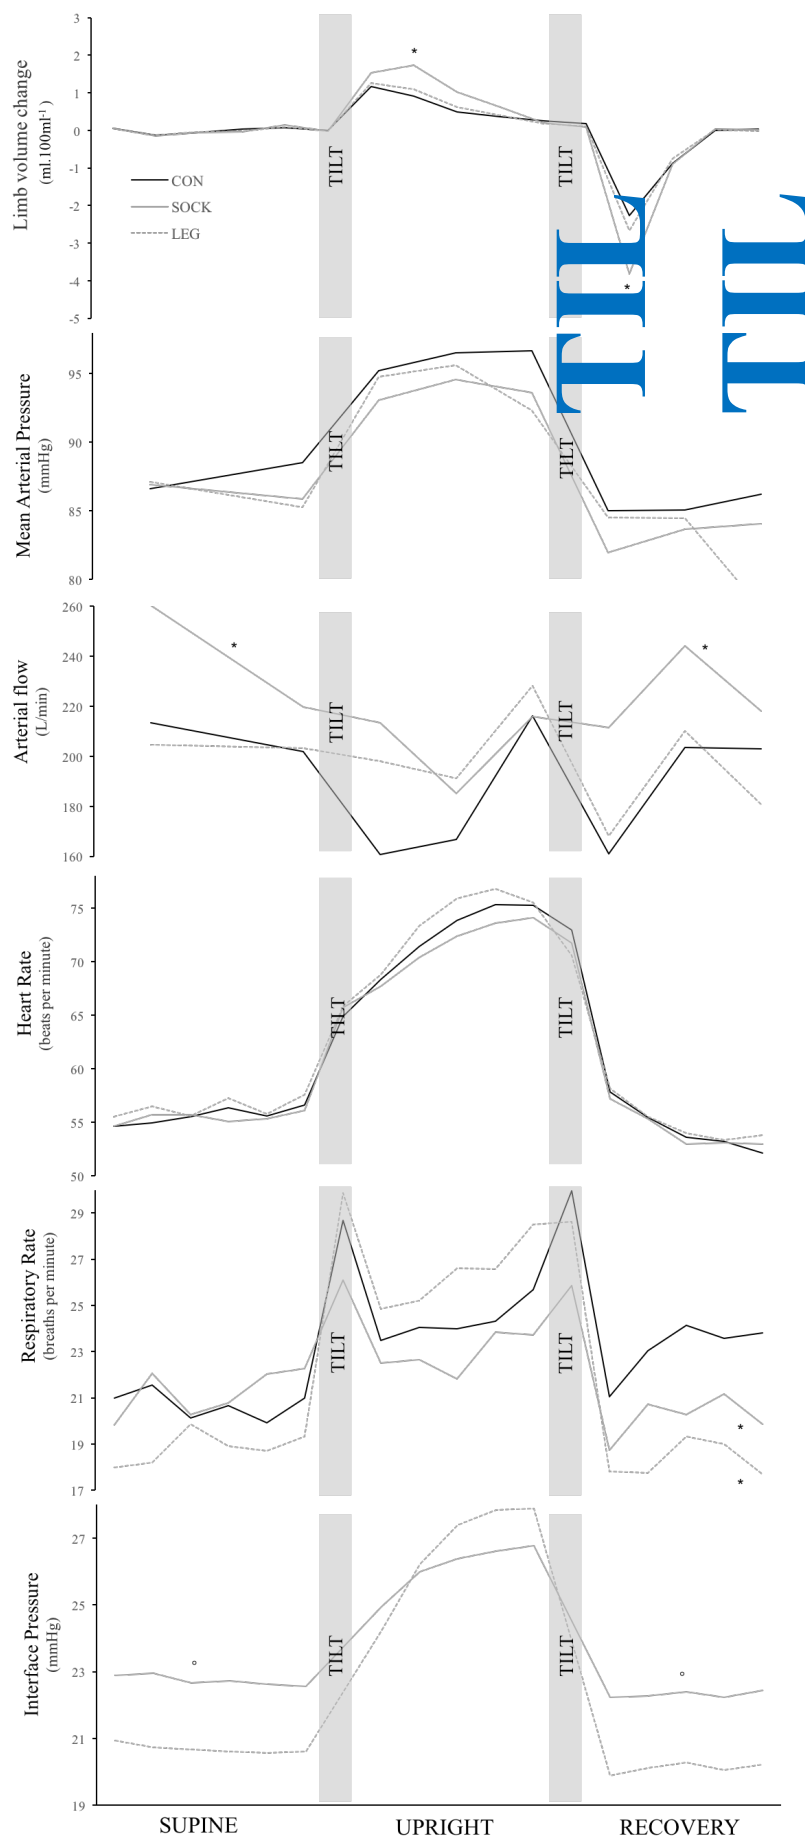 3
2
1
0
-1
-2
-3
-4
-5
Limb volume change
(ml.100ml⁻¹)
*
TILT
TILT
CON
SOCK
LEG
*
TIL
TIL
95
90
85
80
Mean Arterial Pressure
(mmHg)
TILT
TILT
260
240
220
200
180
160
Arterial flow
(L/min)
*
*
TILT
TILT
75
70
65
60
55
50
Heart Rate
(beats per minute)
TILT
TILT
29
27
25
23
21
19
17
Respiratory Rate
(breaths per minute)
TILT
TILT
*
*
27
25
23
21
19
Interface Pressure
(mmHg)
°
°
TILT
TILT
SUPINE
UPRIGHT
RECOVERY